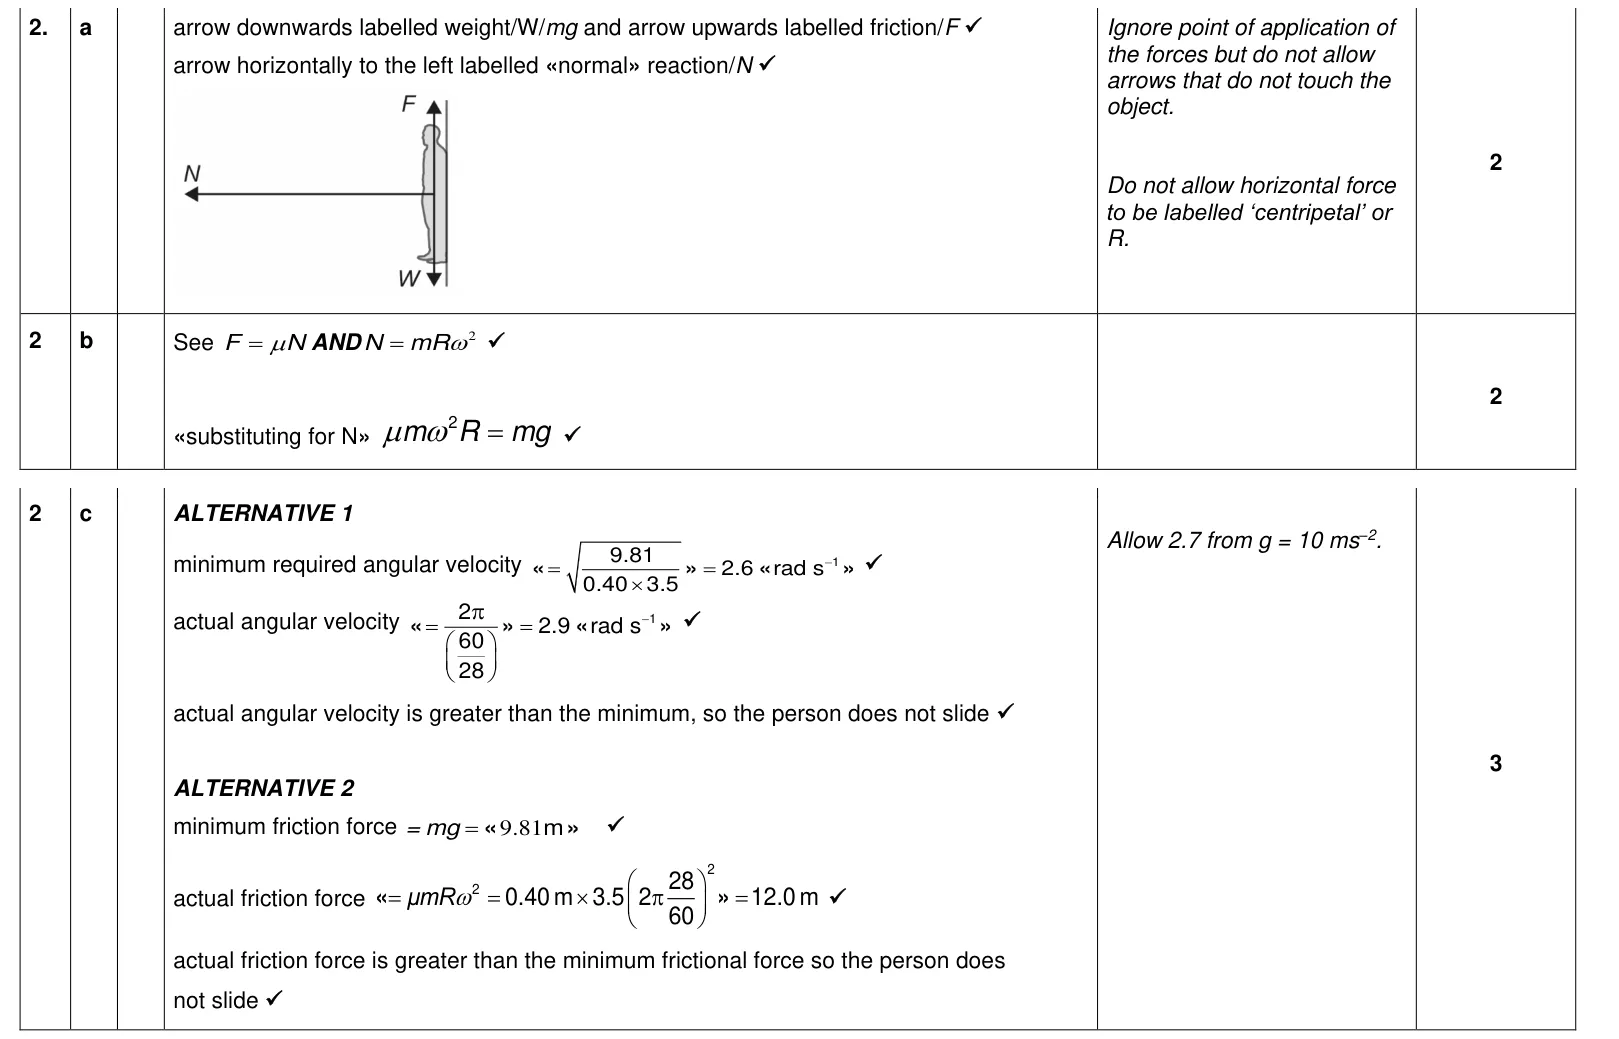 2. a arrow downwards labelled weight/W/mg and arrow upwards labelled friction/F ✓
arrow horizontally to the left labelled «normal» reaction/N ✓
F
N
W
Ignore point of application of
the forces but do not allow
arrows that do not touch the
object.
Do not allow horizontal force
to be labelled ‘centripetal’ or
R.
2
2 b See F = μN AND N = mRω² ✓
«substituting for N» μmω²R = mg ✓
2
2 c ALTERNATIVE 1
minimum required angular velocity «= √(9.81 / (0.40 × 3.5)) » = 2.6 «rad s⁻¹» ✓
actual angular velocity «= 2π / (60/28) » = 2.9 «rad s⁻¹» ✓
actual angular velocity is greater than the minimum, so the person does not slide ✓
ALTERNATIVE 2
minimum friction force = mg = «9.81m» ✓
actual friction force «= μmRω² = 0.40 m × 3.5 (2π 28/60)² » = 12.0 m ✓
actual friction force is greater than the minimum frictional force so the person does
not slide ✓
Allow 2.7 from g = 10 ms⁻².
3